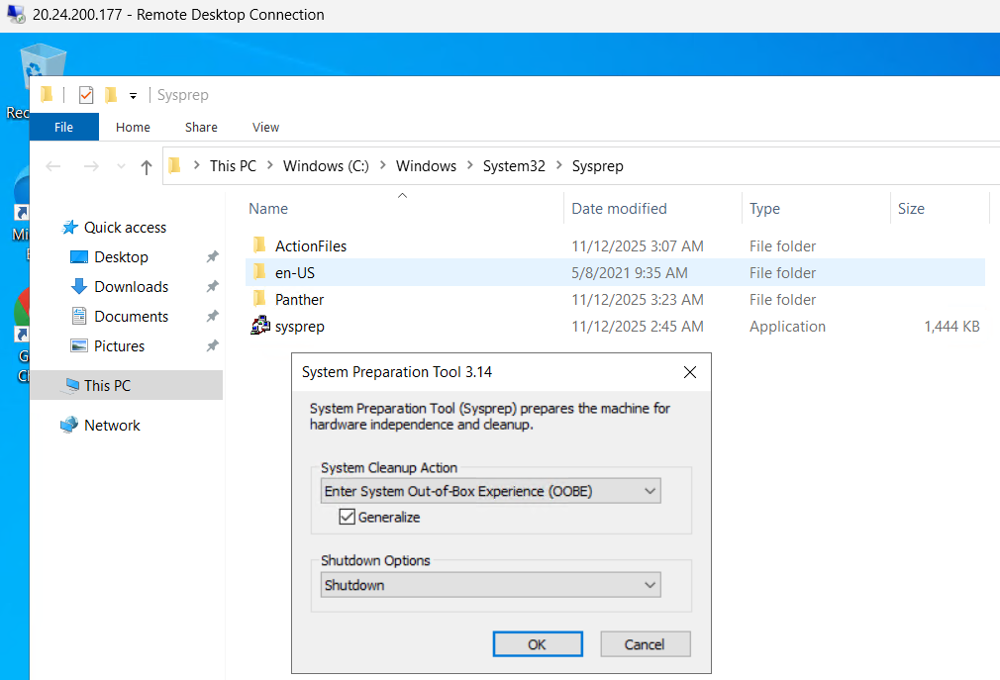 20.24.200.177 - Remote Desktop Connection
Sysprep
File Home Share View
This PC > Windows (C:) > Windows > System32 > Sysprep
Name Date modified Type Size
Quick access
Desktop
Downloads
Documents
Pictures
This PC
Network
ActionFiles 11/12/2025 3:07 AM File folder
en-US 5/8/2021 9:35 AM File folder
Panther 11/12/2025 3:23 AM File folder
sysprep 11/12/2025 2:45 AM Application 1,444 KB
System Preparation Tool 3.14
System Preparation Tool (Sysprep) prepares the machine for
hardware independence and cleanup.
System Cleanup Action
Enter System Out-of-Box Experience (OOBE)
Generalize
Shutdown Options
Shutdown
OK Cancel